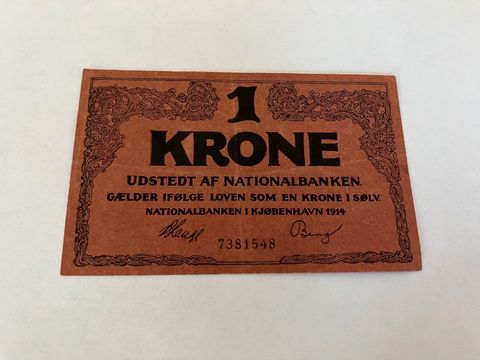 1
KRONE
UDSTEDT AF NATIONALBANKEN.
GÆLDER IFØLGE LOVEN SOM EN KRONE I SØLV.
NATIONALBANKEN I KJØBENHAVN 1914
7381548